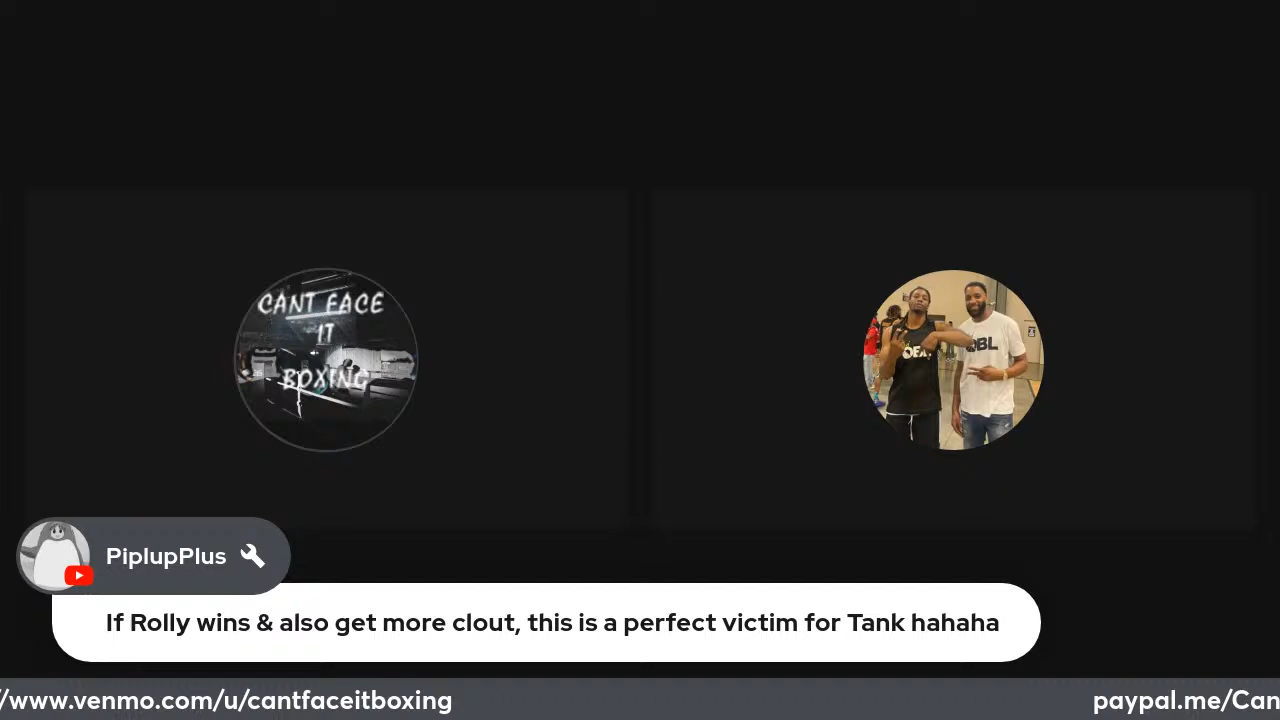 CANT FACE
IT
BOXING
QBL
PiplupPlus
If Rolly wins & also get more clout, this is a perfect victim for Tank hahaha
/www.venmo.com/u/cantfaceitboxing
paypal.me/Can